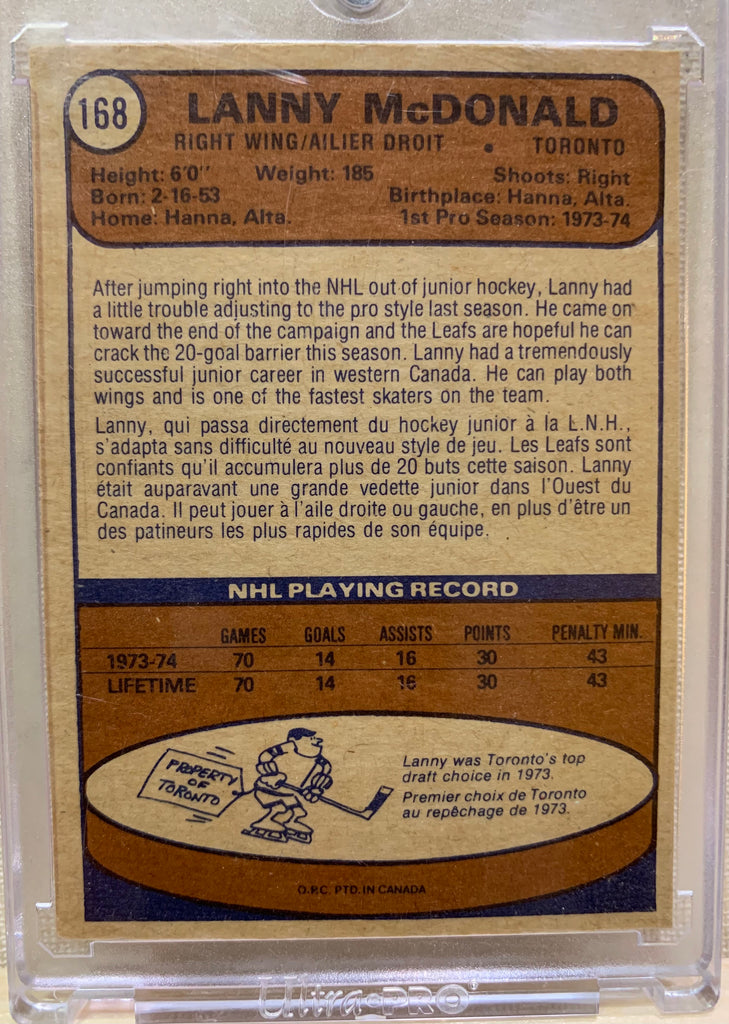 168
LANNY McDONALD
RIGHT WING/AILIER DROIT • TORONTO
Height: 6'0" Weight: 185 Shoots: Right
Born: 2-16-53 Birthplace: Hanna, Alta.
Home: Hanna, Alta. 1st Pro Season: 1973-74
After jumping right into the NHL out of junior hockey, Lanny had
a little trouble adjusting to the pro style last season. He came on
toward the end of the campaign and the Leafs are hopeful he can
crack the 20-goal barrier this season. Lanny had a tremendously
successful junior career in western Canada. He can play both
wings and is one of the fastest skaters on the team.
Lanny, qui passa directement du hockey junior à la L.N.H.,
s'adapta sans difficulté au nouveau style de jeu. Les Leafs sont
confiants qu'il accumulera plus de 20 buts cette saison. Lanny
était auparavant une grande vedette junior dans l'Ouest du
Canada. Il peut jouer à l'aile droite ou gauche, en plus d'être un
des patineurs les plus rapides de son équipe.
NHL PLAYING RECORD
GAMES GOALS ASSISTS POINTS PENALTY MIN.
1973-74 70 14 16 30 43
LIFETIME 70 14 16 30 43
PROPERTY
OF
TORONTO
Lanny was Toronto's top
draft choice in 1973.
Premier choix de Toronto
au repêchage de 1973.
O.P.C. PTD. IN CANADA
Ultra-PRO